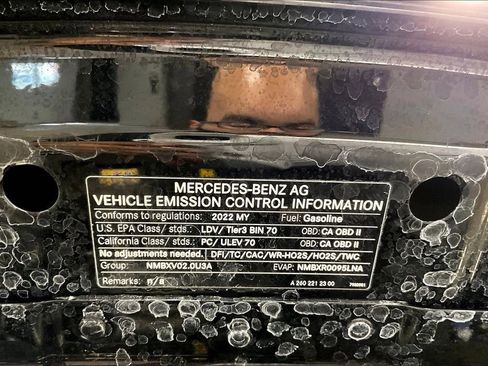 MERCEDES-BENZ AG
VEHICLE EMISSION CONTROL INFORMATION
Conforms to regulations: 2022 MY Fuel: Gasoline
U.S. EPA Class/ stds.: LDV/ Tier3 BIN 70 OBD: CA OBD II
California Class/ stds.: PC/ ULEV 70 OBD: CA OBD II
No adjustments needed. DFI/TC/CAC/WR-HO2S/HO2S/TWC
Group: NMBXV02.0U3A EVAP: NMBXR0095LNA
Remarks: n/a A 260 221 23 00